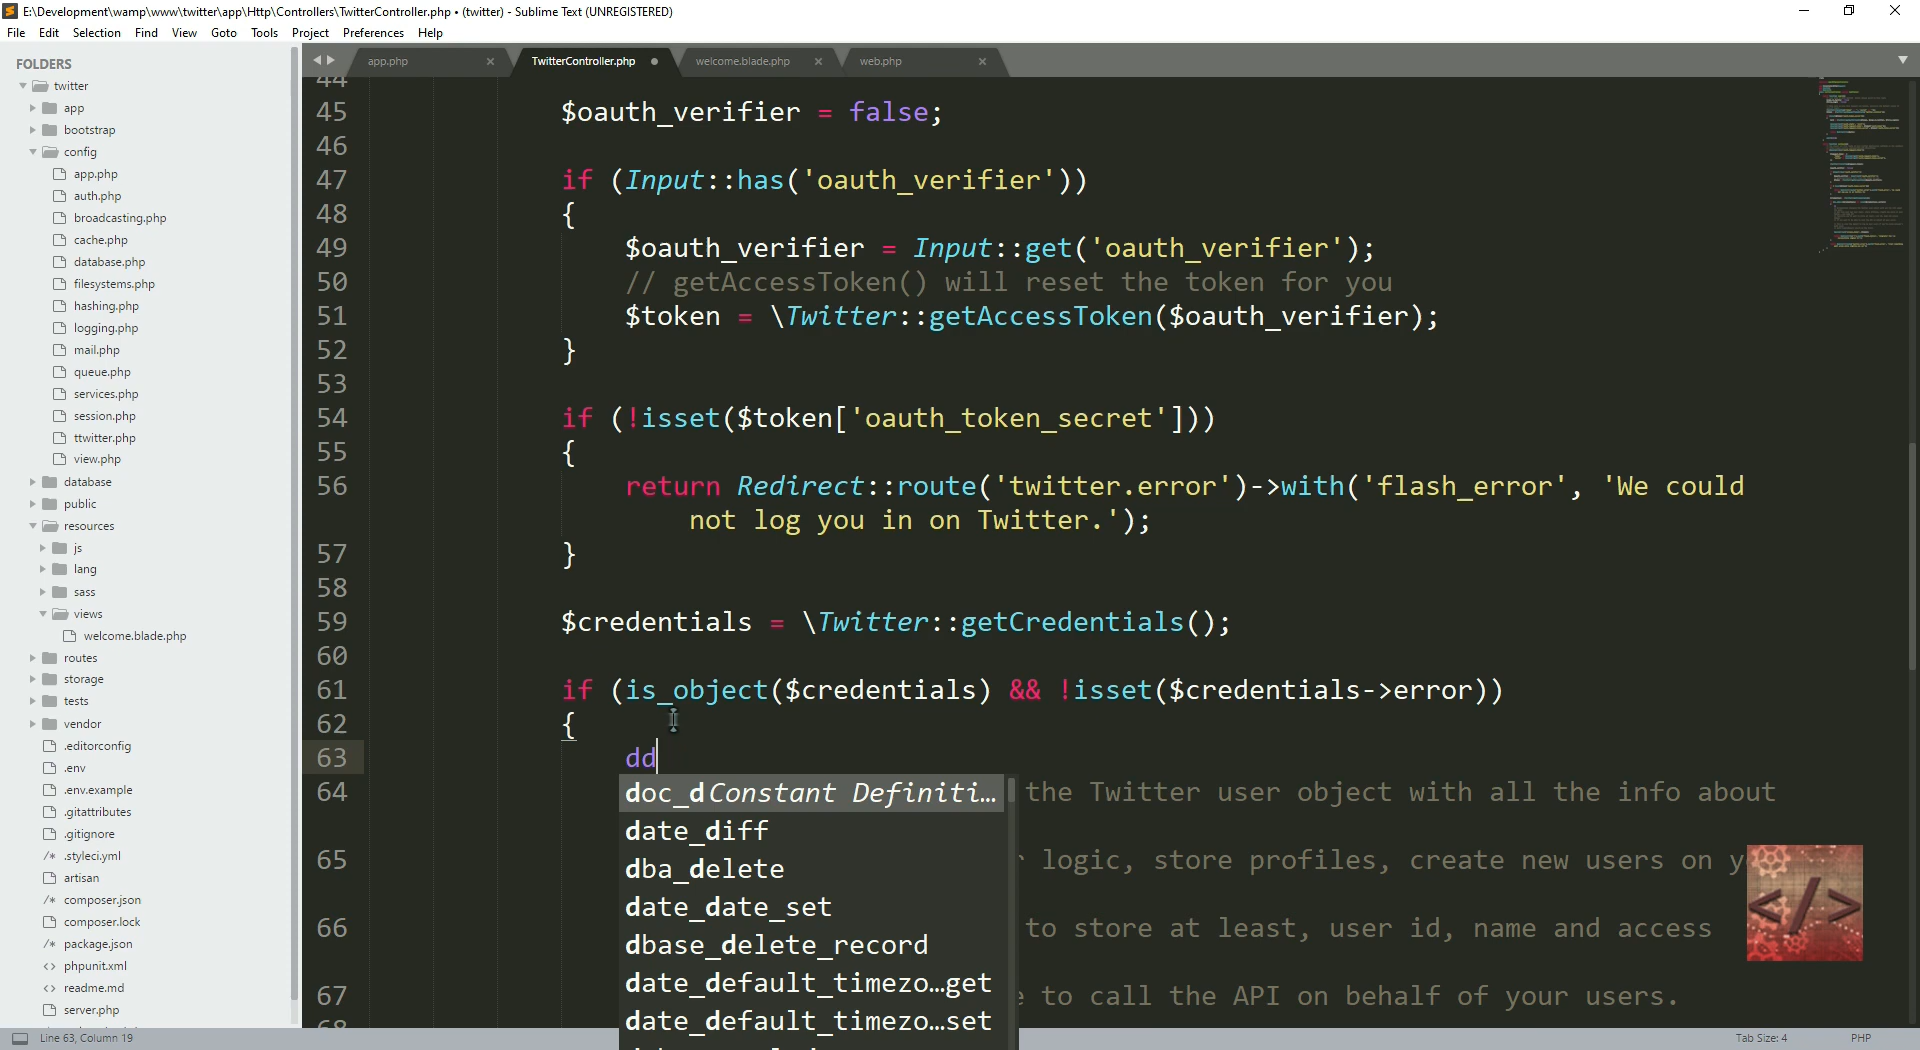 E:\Development\wamp\www\twitter\app\Http\Controllers\TwitterController.php • (twitter) - Sublime Text (UNREGISTERED)
File Edit Selection Find View Goto Tools Project Preferences Help
FOLDERS
twitter
app
bootstrap
config
app.php
auth.php
broadcasting.php
cache.php
database.php
filesystems.php
hashing.php
logging.php
mail.php
queue.php
services.php
session.php
ttwitter.php
view.php
database
public
resources
js
lang
sass
views
welcome.blade.php
routes
storage
tests
vendor
.editorconfig
.env
.env.example
.gitattributes
.gitignore
/* .styleci.yml
artisan
/* composer.json
composer.lock
/* package.json
<> phpunit.xml
<> readme.md
server.php
app.php × TwitterController.php • welcome.blade.php × web.php ×
44
45 $oauth_verifier = false;
46
47 if (Input::has('oauth_verifier'))
48 {
49 $oauth_verifier = Input::get('oauth_verifier');
50 // getAccessToken() will reset the token for you
51 $token = \Twitter::getAccessToken($oauth_verifier);
52 }
53
54 if (!isset($token['oauth_token_secret']))
55 {
56 return Redirect::route('twitter.error')->with('flash_error', 'We could
not log you in on Twitter.');
57 }
58
59 $credentials = \Twitter::getCredentials();
60
61 if (is_object($credentials) && !isset($credentials->error))
62 {
63 dd
64 the Twitter user object with all the info about
65 logic, store profiles, create new users on
66 to store at least, user id, name and access
67 to call the API on behalf of your users.
68
doc_d Constant Definiti…
date_diff
dba_delete
date_date_set
dbase_delete_record
date_default_timezo…get
date_default_timezo…set
</>
Line 63, Column 19 Tab Size: 4 PHP